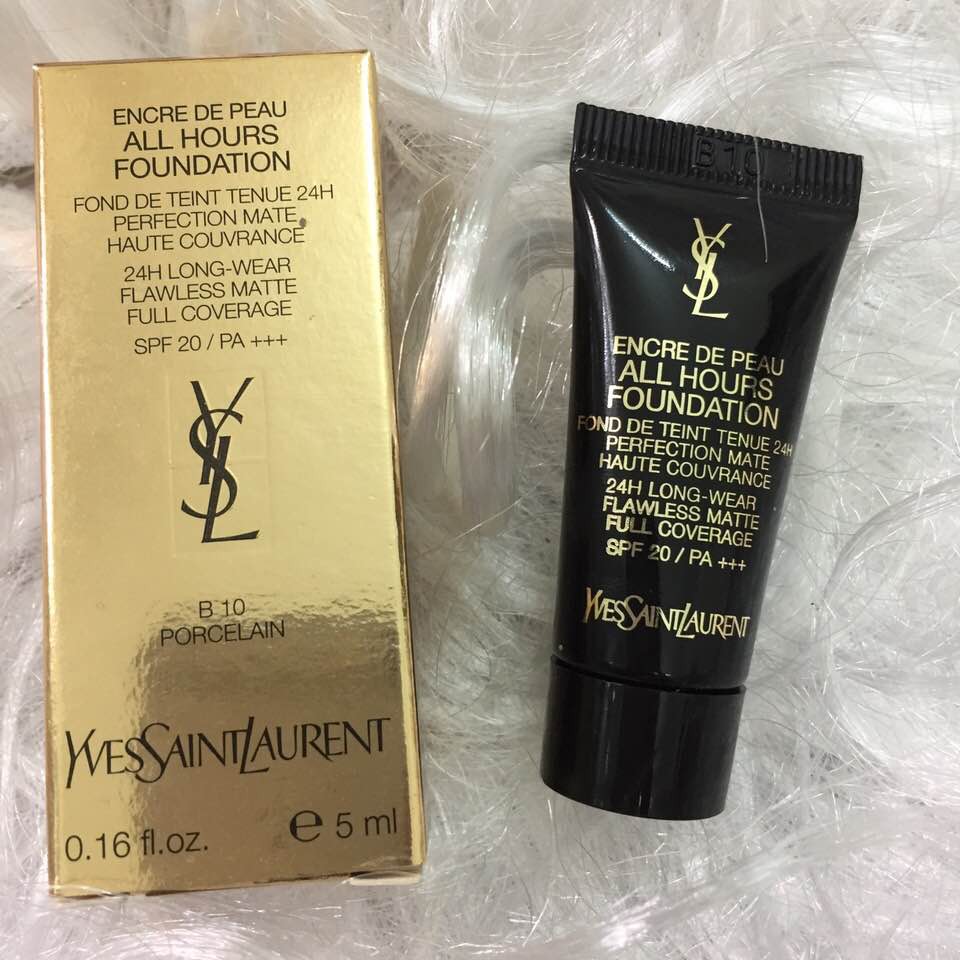 ENCRE DE PEAU
ALL HOURS
FOUNDATION
FOND DE TEINT TENUE 24H
PERFECTION MATE
HAUTE COUVRANCE
24H LONG-WEAR
FLAWLESS MATTE
FULL COVERAGE
SPF 20 / PA +++
YSL
B 10
PORCELAIN
YVESSAINTLAURENT
0.16 fl.oz. e 5 ml
B10
YSL
ENCRE DE PEAU
ALL HOURS
FOUNDATION
FOND DE TEINT TENUE 24H
PERFECTION MATE
HAUTE COUVRANCE
24H LONG-WEAR
FLAWLESS MATTE
FULL COVERAGE
SPF 20 / PA +++
YVESSAINTLAURENT